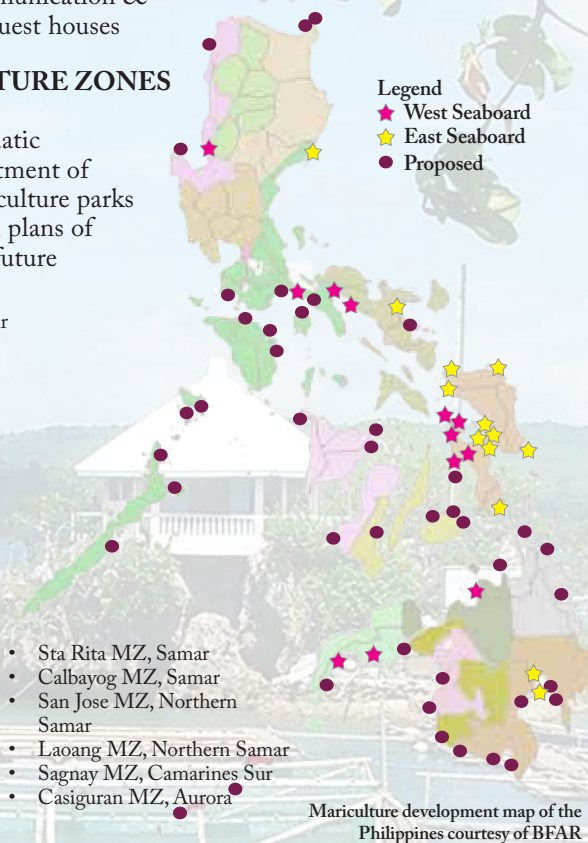 nunication &
uest houses
TURE ZONES
atic
tment of
culture parks
plans of
future
r
Legend
West Seaboard
East Seaboard
Proposed
• Sta Rita MZ, Samar
• Calbayog MZ, Samar
• San Jose MZ, Northern
Samar
• Laoang MZ, Northern Samar
• Sagnay MZ, Camarines Sur
• Casiguran MZ, Aurora
Mariculture development map of the
Philippines courtesy of BFAR